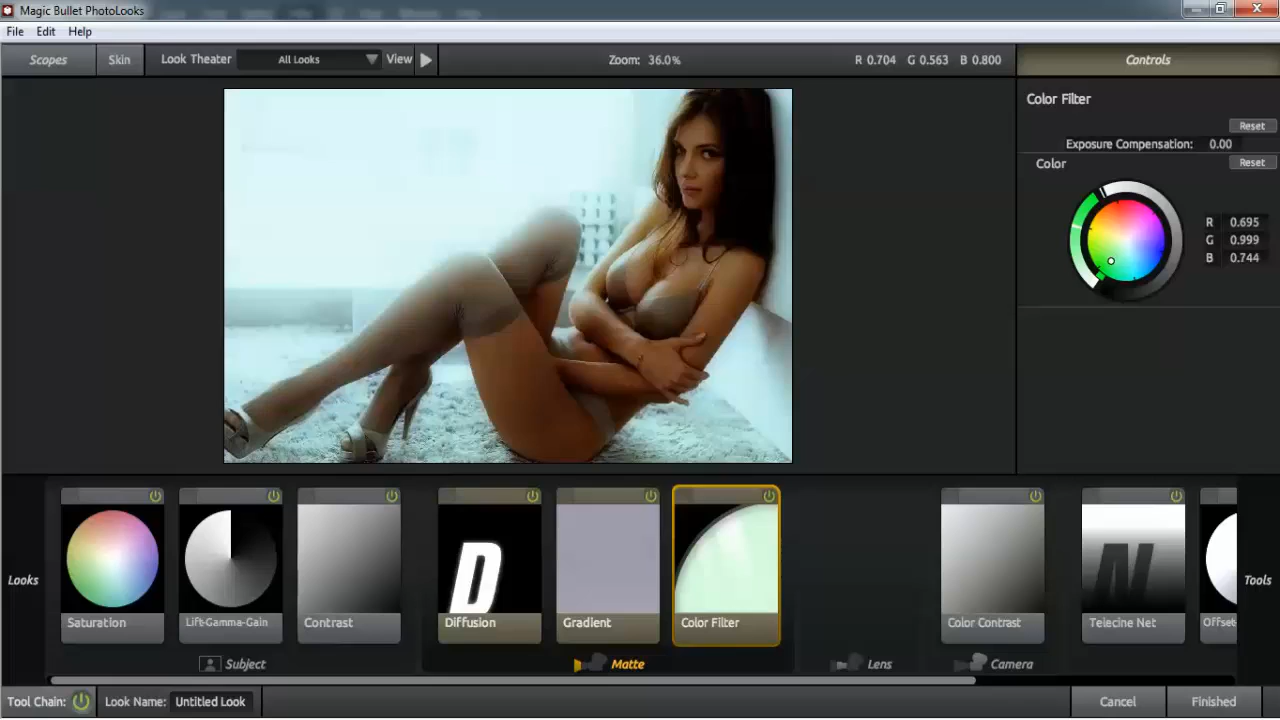 Magic Bullet PhotoLooks
File Edit Help
Scopes Skin Look Theater All Looks View Zoom: 36.0% R 0.704 G 0.563 B 0.800 Controls
Color Filter
Reset
Exposure Compensation: 0.00
Color Reset
R 0.695
G 0.999
B 0.744
D N
Looks Tools
Saturation Lift-Gamma-Gain Contrast Diffusion Gradient Color Filter Color Contrast Telecine Net Offset-
Subject Matte Lens Camera
Tool Chain: Look Name: Untitled Look Cancel Finished